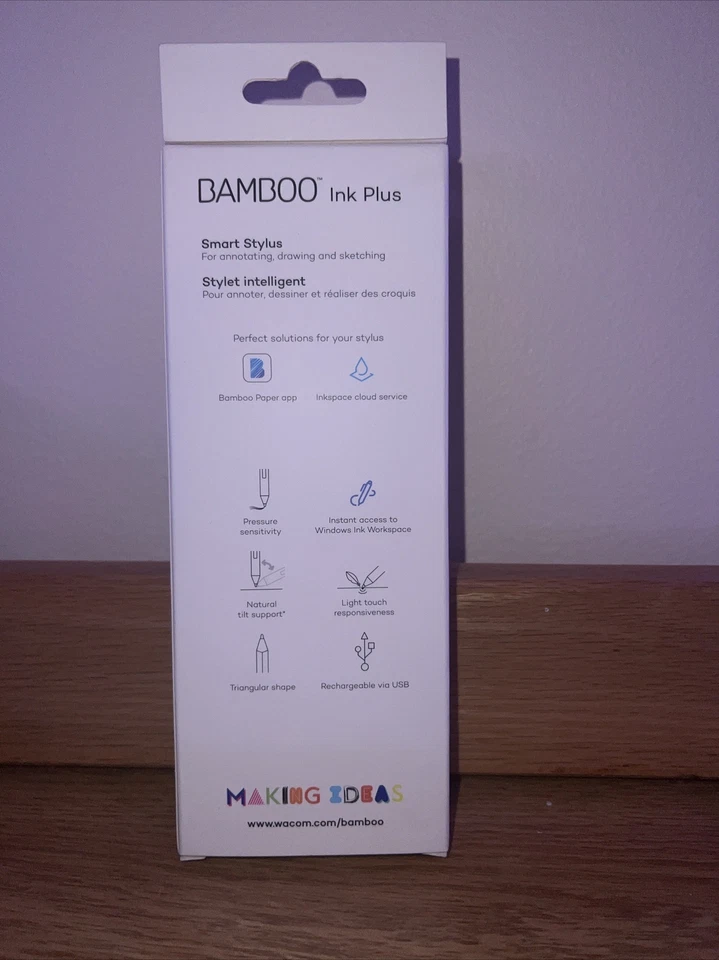 BAMBOO™ Ink Plus
Smart Stylus
For annotating, drawing and sketching
Stylet intelligent
Pour annoter, dessiner et réaliser des croquis
Perfect solutions for your stylus
Bamboo Paper app
Inkspace cloud service
Pressure
sensitivity
Instant access to
Windows Ink Workspace
Natural
tilt support*
Light touch
responsiveness
Triangular shape
Rechargeable via USB
MAKING IDEAS
www.wacom.com/bamboo